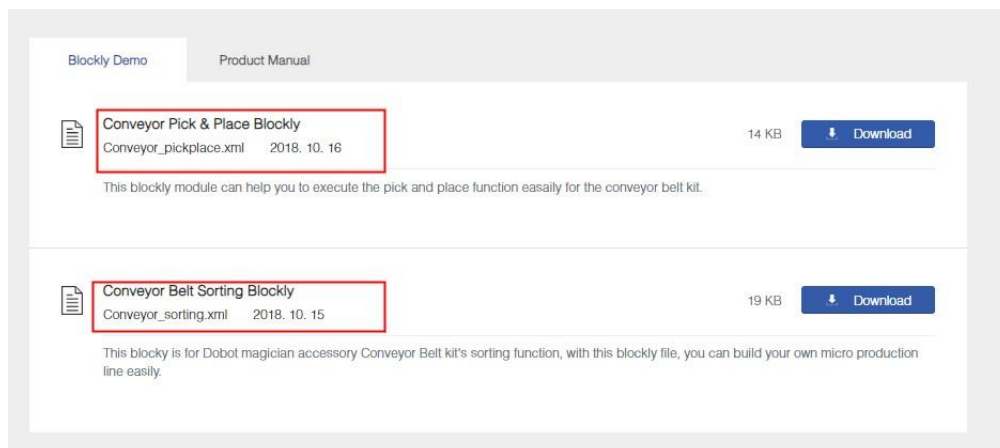 Blockly Demo
Product Manual
Conveyor Pick & Place Blockly
Conveyor_pickplace.xml 2018. 10. 16
14 KB
Download
This blockly module can help you to execute the pick and place function easaily for the conveyor belt kit.
Conveyor Belt Sorting Blockly
Conveyor_sorting.xml 2018. 10. 15
19 KB
Download
This blocky is for Dobot magician accessory Conveyor Belt kit's sorting function, with this blockly file, you can build your own micro production
line easily.